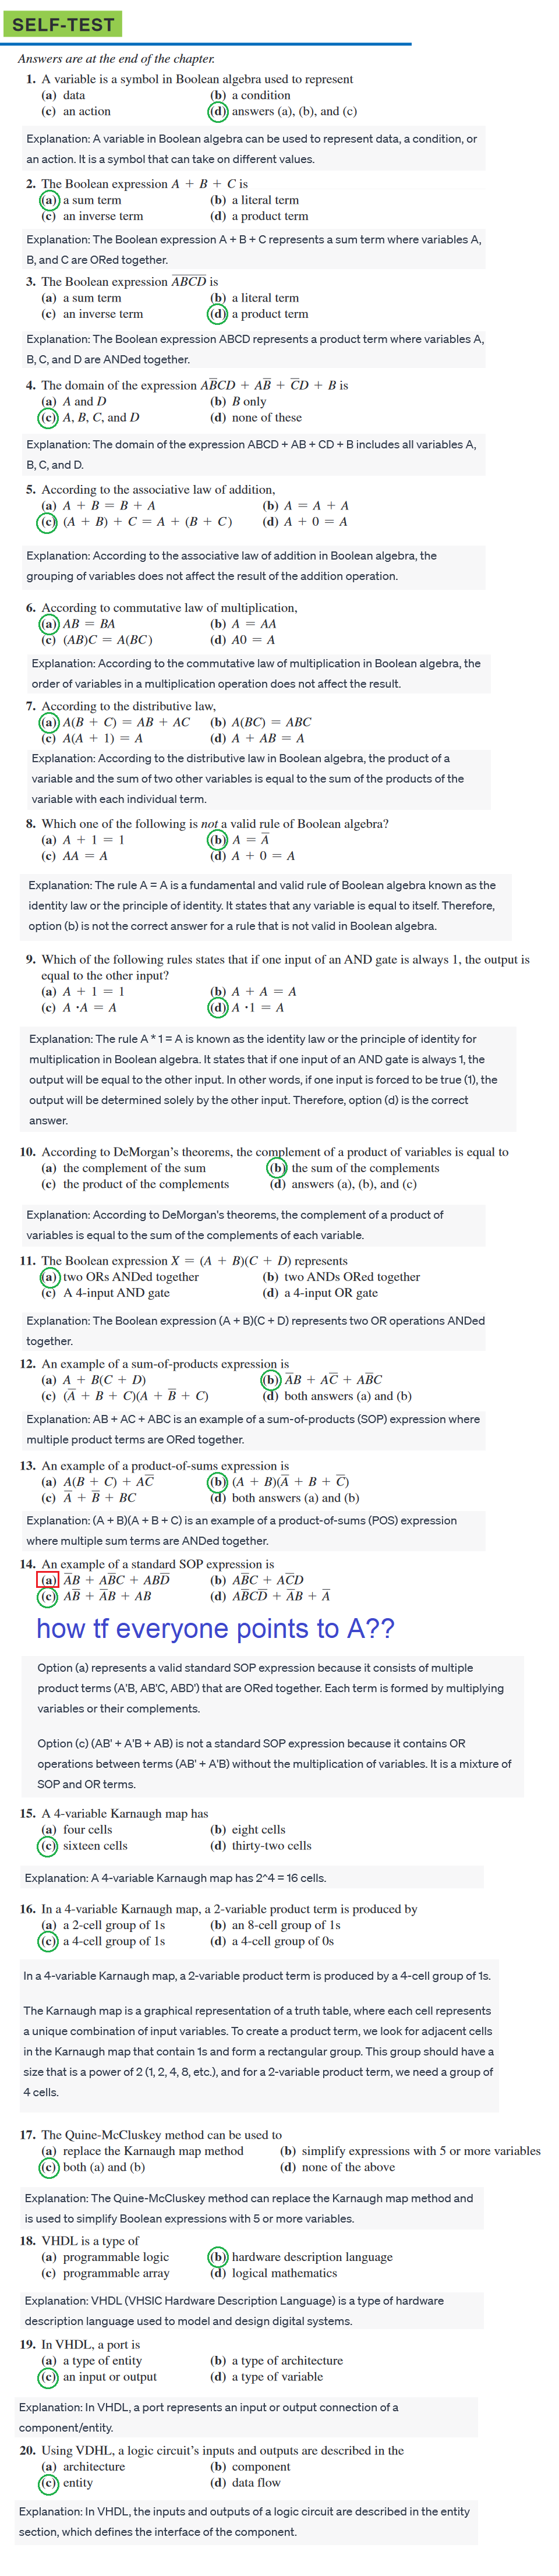 SELF-TEST
Answers are at the end of the chapter.
1. A variable is a symbol in Boolean algebra used to represent
(a) data (b) a condition
(c) an action (d) answers (a), (b), and (c)
Explanation: A variable in Boolean algebra can be used to represent data, a condition, or
an action. It is a symbol that can take on different values.
2. The Boolean expression A + B + C is
(a) a sum term (b) a literal term
(c) an inverse term (d) a product term
Explanation: The Boolean expression A + B + C represents a sum term where variables A,
B, and C are ORed together.
3. The Boolean expression A̅B̅C̅D̅ is
(a) a sum term (b) a literal term
(c) an inverse term (d) a product term
Explanation: The Boolean expression ABCD represents a product term where variables A,
B, C, and D are ANDed together.
4. The domain of the expression AB̅CD + AB̅ + C̅D + B is
(a) A and D (b) B only
(c) A, B, C, and D (d) none of these
Explanation: The domain of the expression ABCD + AB + CD + B includes all variables A,
B, C, and D.
5. According to the associative law of addition,
(a) A + B = B + A (b) A = A + A
(c) (A + B) + C = A + (B + C) (d) A + 0 = A
Explanation: According to the associative law of addition in Boolean algebra, the
grouping of variables does not affect the result of the addition operation.
6. According to commutative law of multiplication,
(a) AB = BA (b) A = AA
(c) (AB)C = A(BC) (d) A0 = A
Explanation: According to the commutative law of multiplication in Boolean algebra, the
order of variables in a multiplication operation does not affect the result.
7. According to the distributive law,
(a) A(B + C) = AB + AC (b) A(BC) = ABC
(c) A(A + 1) = A (d) A + AB = A
Explanation: According to the distributive law in Boolean algebra, the product of a
variable and the sum of two other variables is equal to the sum of the products of the
variable with each individual term.
8. Which one of the following is not a valid rule of Boolean algebra?
(a) A + 1 = 1 (b) A = A̅
(c) AA = A (d) A + 0 = A
Explanation: The rule A = A is a fundamental and valid rule of Boolean algebra known as the
identity law or the principle of identity. It states that any variable is equal to itself. Therefore,
option (b) is not the correct answer for a rule that is not valid in Boolean algebra.
9. Which of the following rules states that if one input of an AND gate is always 1, the output is
equal to the other input?
(a) A + 1 = 1 (b) A + A = A
(c) A · A = A (d) A · 1 = A
Explanation: The rule A * 1 = A is known as the identity law or the principle of identity for
multiplication in Boolean algebra. It states that if one input of an AND gate is always 1, the
output will be equal to the other input. In other words, if one input is forced to be true (1), the
output will be determined solely by the other input. Therefore, option (d) is the correct
answer.
10. According to DeMorgan's theorems, the complement of a product of variables is equal to
(a) the complement of the sum (b) the sum of the complements
(c) the product of the complements (d) answers (a), (b), and (c)
Explanation: According to DeMorgan's theorems, the complement of a product of
variables is equal to the sum of the complements of each variable.
11. The Boolean expression X = (A + B)(C + D) represents
(a) two ORs ANDed together (b) two ANDs ORed together
(c) A 4-input AND gate (d) a 4-input OR gate
Explanation: The Boolean expression (A + B)(C + D) represents two OR operations ANDed
together.
12. An example of a sum-of-products expression is
(a) A + B(C + D) (b) A̅B + AC̅ + AB̅C
(c) (A̅ + B + C)(A + B̅ + C) (d) both answers (a) and (b)
Explanation: AB + AC + ABC is an example of a sum-of-products (SOP) expression where
multiple product terms are ORed together.
13. An example of a product-of-sums expression is
(a) A(B + C) + AC̅ (b) (A + B)(A̅ + B + C̅)
(c) A̅ + B̅ + BC (d) both answers (a) and (b)
Explanation: (A + B)(A + B + C) is an example of a product-of-sums (POS) expression
where multiple sum terms are ANDed together.
14. An example of a standard SOP expression is
(a) A̅B + AB̅C + ABD̅ (b) AB̅C + AC̅D
(c) AB̅ + A̅B + AB (d) AB̅CD̅ + A̅B + A̅
how tf everyone points to A??
Option (a) represents a valid standard SOP expression because it consists of multiple
product terms (A'B, AB'C, ABD') that are ORed together. Each term is formed by multiplying
variables or their complements.
Option (c) (AB' + A'B + AB) is not a standard SOP expression because it contains OR
operations between terms (AB' + A'B) without the multiplication of variables. It is a mixture of
SOP and OR terms.
15. A 4-variable Karnaugh map has
(a) four cells (b) eight cells
(c) sixteen cells (d) thirty-two cells
Explanation: A 4-variable Karnaugh map has 2^4 = 16 cells.
16. In a 4-variable Karnaugh map, a 2-variable product term is produced by
(a) a 2-cell group of 1s (b) an 8-cell group of 1s
(c) a 4-cell group of 1s (d) a 4-cell group of 0s
In a 4-variable Karnaugh map, a 2-variable product term is produced by a 4-cell group of 1s.
The Karnaugh map is a graphical representation of a truth table, where each cell represents
a unique combination of input variables. To create a product term, we look for adjacent cells
in the Karnaugh map that contain 1s and form a rectangular group. This group should have a
size that is a power of 2 (1, 2, 4, 8, etc.), and for a 2-variable product term, we need a group of
4 cells.
17. The Quine-McCluskey method can be used to
(a) replace the Karnaugh map method (b) simplify expressions with 5 or more variables
(c) both (a) and (b) (d) none of the above
Explanation: The Quine-McCluskey method can replace the Karnaugh map method and
is used to simplify Boolean expressions with 5 or more variables.
18. VHDL is a type of
(a) programmable logic (b) hardware description language
(c) programmable array (d) logical mathematics
Explanation: VHDL (VHSIC Hardware Description Language) is a type of hardware
description language used to model and design digital systems.
19. In VHDL, a port is
(a) a type of entity (b) a type of architecture
(c) an input or output (d) a type of variable
Explanation: In VHDL, a port represents an input or output connection of a
component/entity.
20. Using VDHL, a logic circuit's inputs and outputs are described in the
(a) architecture (b) component
(c) entity (d) data flow
Explanation: In VHDL, the inputs and outputs of a logic circuit are described in the entity
section, which defines the interface of the component.